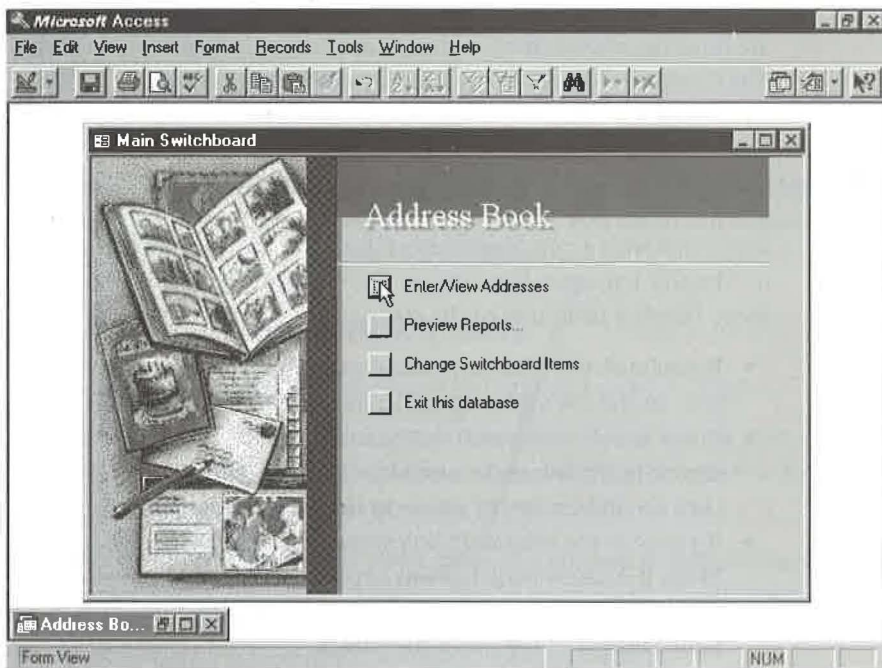 Microsoft Access
File Edit View Insert Format Records Tools Window Help
Main Switchboard
Address Book
Enter/View Addresses
Preview Reports...
Change Switchboard Items
Exit this database
Address Bo...
Form View NUM